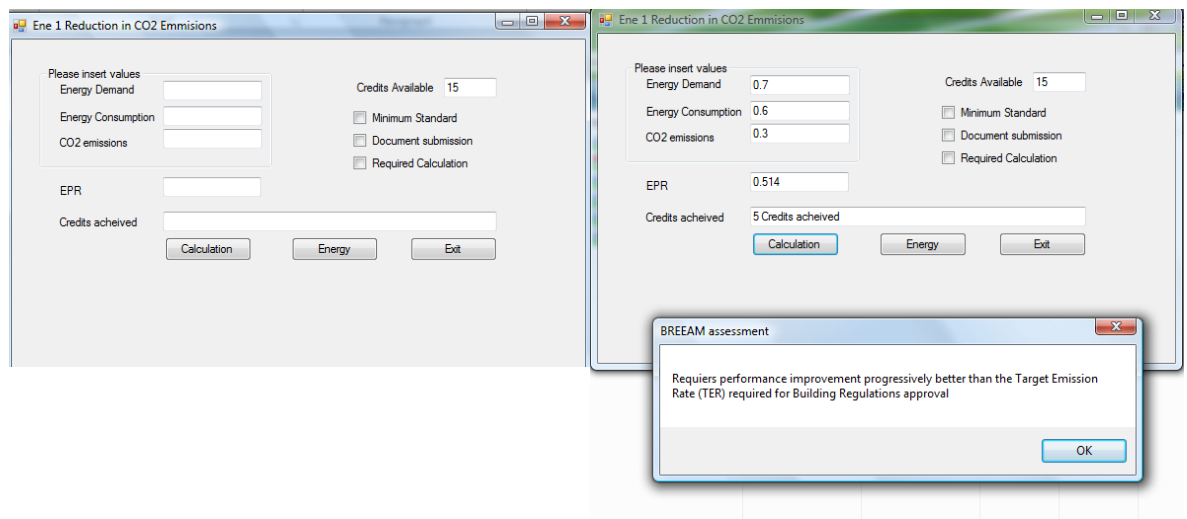 Ene 1 Reduction in CO2 Emmisions
Please insert values
Energy Demand
Credits Available 15
Energy Consumption
Minimum Standard
CO2 emissions
Document submission
Required Calculation
EPR
Credits acheived
Calculation Energy Exit
Ene 1 Reduction in CO2 Emmisions
Please insert values
Energy Demand 0.7
Credits Available 15
Energy Consumption 0.6
Minimum Standard
CO2 emissions 0.3
Document submission
Required Calculation
EPR 0.514
Credits acheived 5 Credits acheived
Calculation Energy Exit
BREEAM assessment
Requiers performance improvement progressively better than the Target Emission
Rate (TER) required for Building Regulations approval
OK